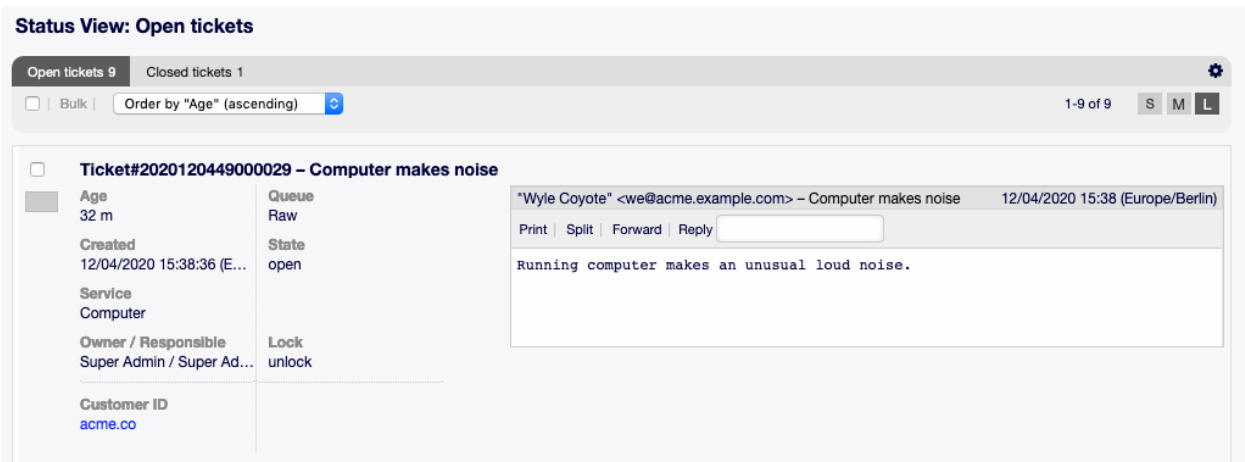 Status View: Open tickets
Open tickets 9 Closed tickets 1
Bulk Order by "Age" (ascending) 1-9 of 9 S M L
Ticket#2020120449000029 – Computer makes noise
Age Queue
32 m Raw
Created State
12/04/2020 15:38:36 (E... open
Service
Computer
Owner / Responsible Lock
Super Admin / Super Ad... unlock
Customer ID
acme.co
"Wyle Coyote" <we@acme.example.com> – Computer makes noise 12/04/2020 15:38 (Europe/Berlin)
Print Split Forward Reply
Running computer makes an unusual loud noise.